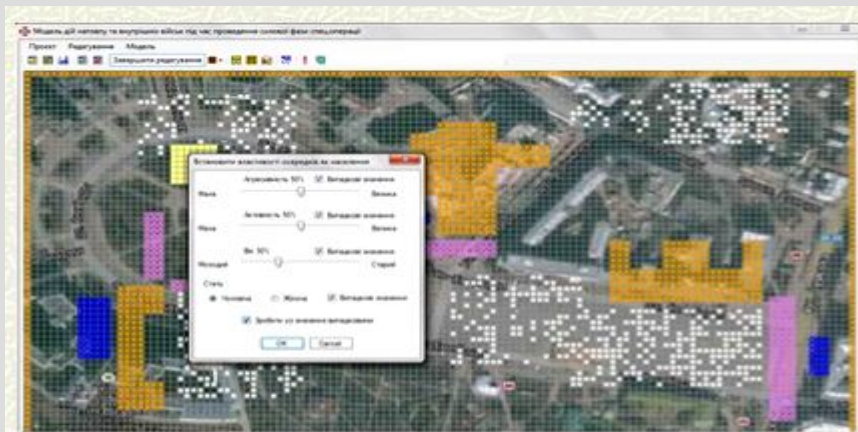 Модель дій натовпу та внутрішніх військ під час проведення силової фази спецоперації
Проект Редагування Модель
Завершити редагування
Встановити властивості осередків як населення
Агресивність 50% Випадкове значення
Мала Велика
Активність 50% Випадкове значення
Мала Велика
Вік 30% Випадкове значення
Молодий Старий
Стать
Чоловіча Жіноча Випадкове значення
Зробити усі значення випадковими
OK Cancel